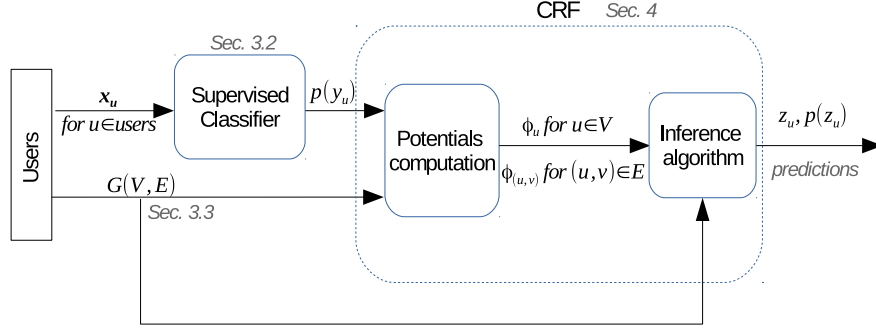 CRF Sec. 4
Sec. 3.2
Users
x_u
for u∈users
Supervised
Classifier
p(y_u)
Potentials
computation
ϕ_u for u∈V
ϕ_(u,v) for (u,v)∈E
Inference
algorithm
z_u, p(z_u)
predictions
G(V,E)
Sec. 3.3